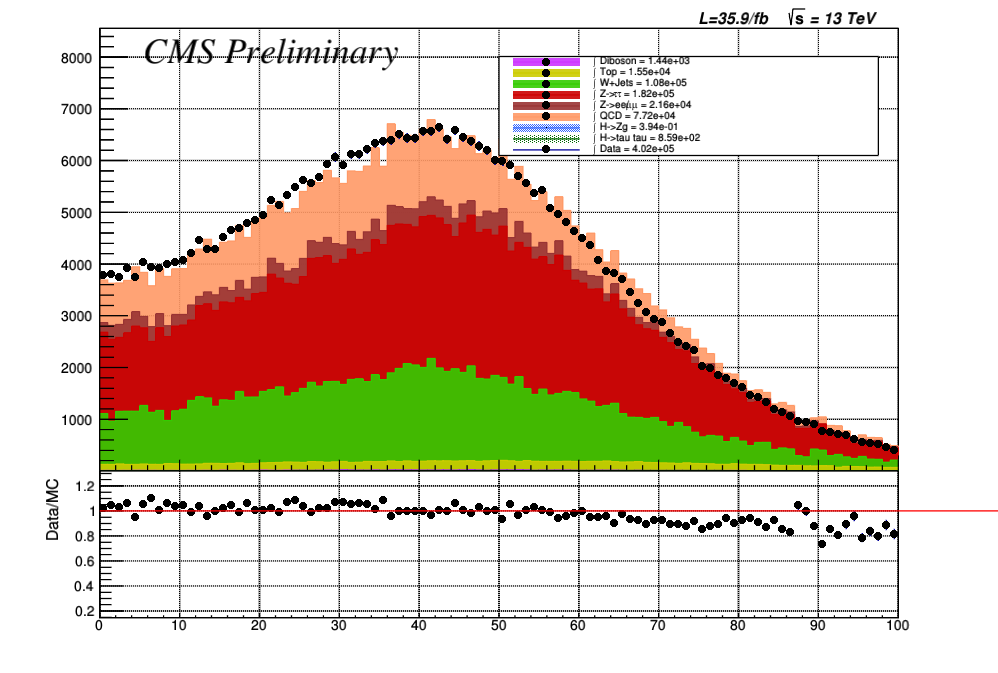 L=35.9/fb √s = 13 TeV
CMS Preliminary
8000
7000
6000
5000
4000
3000
2000
1000
∫ Diboson = 1.44e+03
∫ Top = 1.55e+04
∫ W+Jets = 1.08e+05
∫ Z->ττ = 1.82e+05
∫ Z->ee/μμ = 2.16e+04
∫ QCD = 7.72e+04
∫ H->Zg = 3.94e-01
∫ H->tau tau = 8.59e+02
∫ Data = 4.02e+05
Data/MC
1.2
1
0.8
0.6
0.4
0.2
0 10 20 30 40 50 60 70 80 90 100